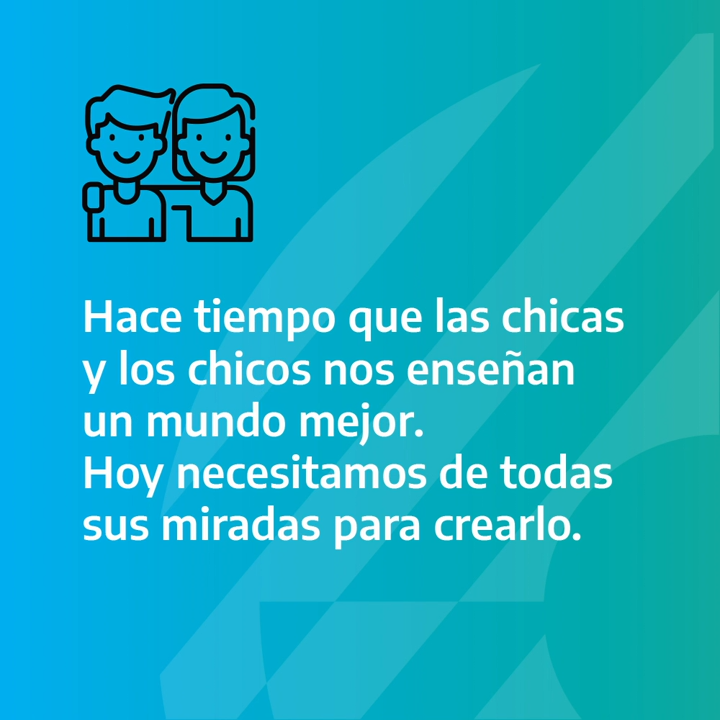 Hace tiempo que las chicas
y los chicos nos enseñan
un mundo mejor.
Hoy necesitamos de todas
sus miradas para crearlo.